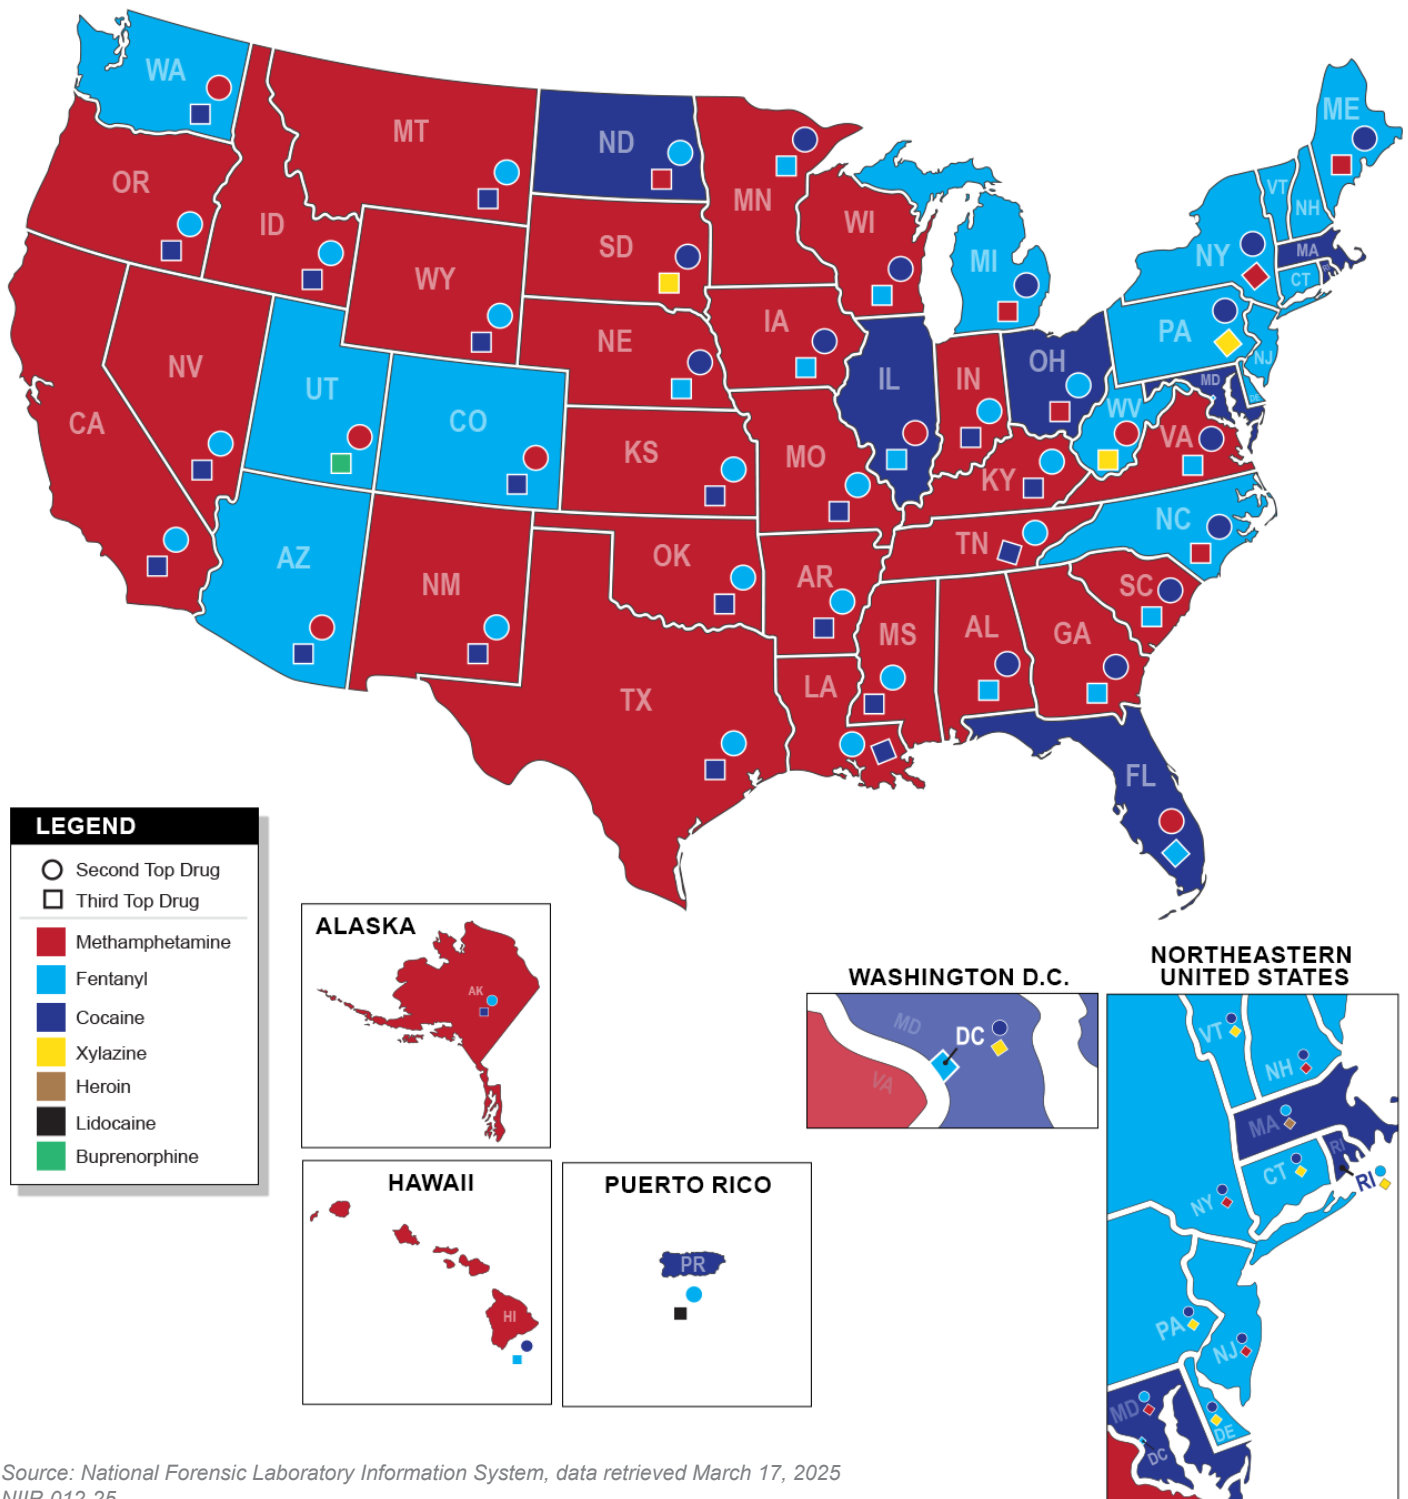 WA
MT
ND
MN
ME
OR
ID
SD
WI
VT
NH
MI
NY
MA
CT
RI
WY
NE
IA
PA
NJ
NV
UT
CO
IL
IN
OH
MD
DE
WV
VA
CA
KS
MO
KY
NC
AZ
NM
OK
AR
TN
SC
MS
AL
GA
TX
LA
FL
LEGEND
Second Top Drug
Third Top Drug
Methamphetamine
Fentanyl
Cocaine
Xylazine
Heroin
Lidocaine
Buprenorphine
ALASKA
AK
HAWAII
HI
PUERTO RICO
PR
WASHINGTON D.C.
MD
DC
VA
NORTHEASTERN
UNITED STATES
VT
NH
MA
RI
CT
RI
NY
PA
NJ
MD
DE
DC
Source: National Forensic Laboratory Information System, data retrieved March 17, 2025
NIIR-012-25